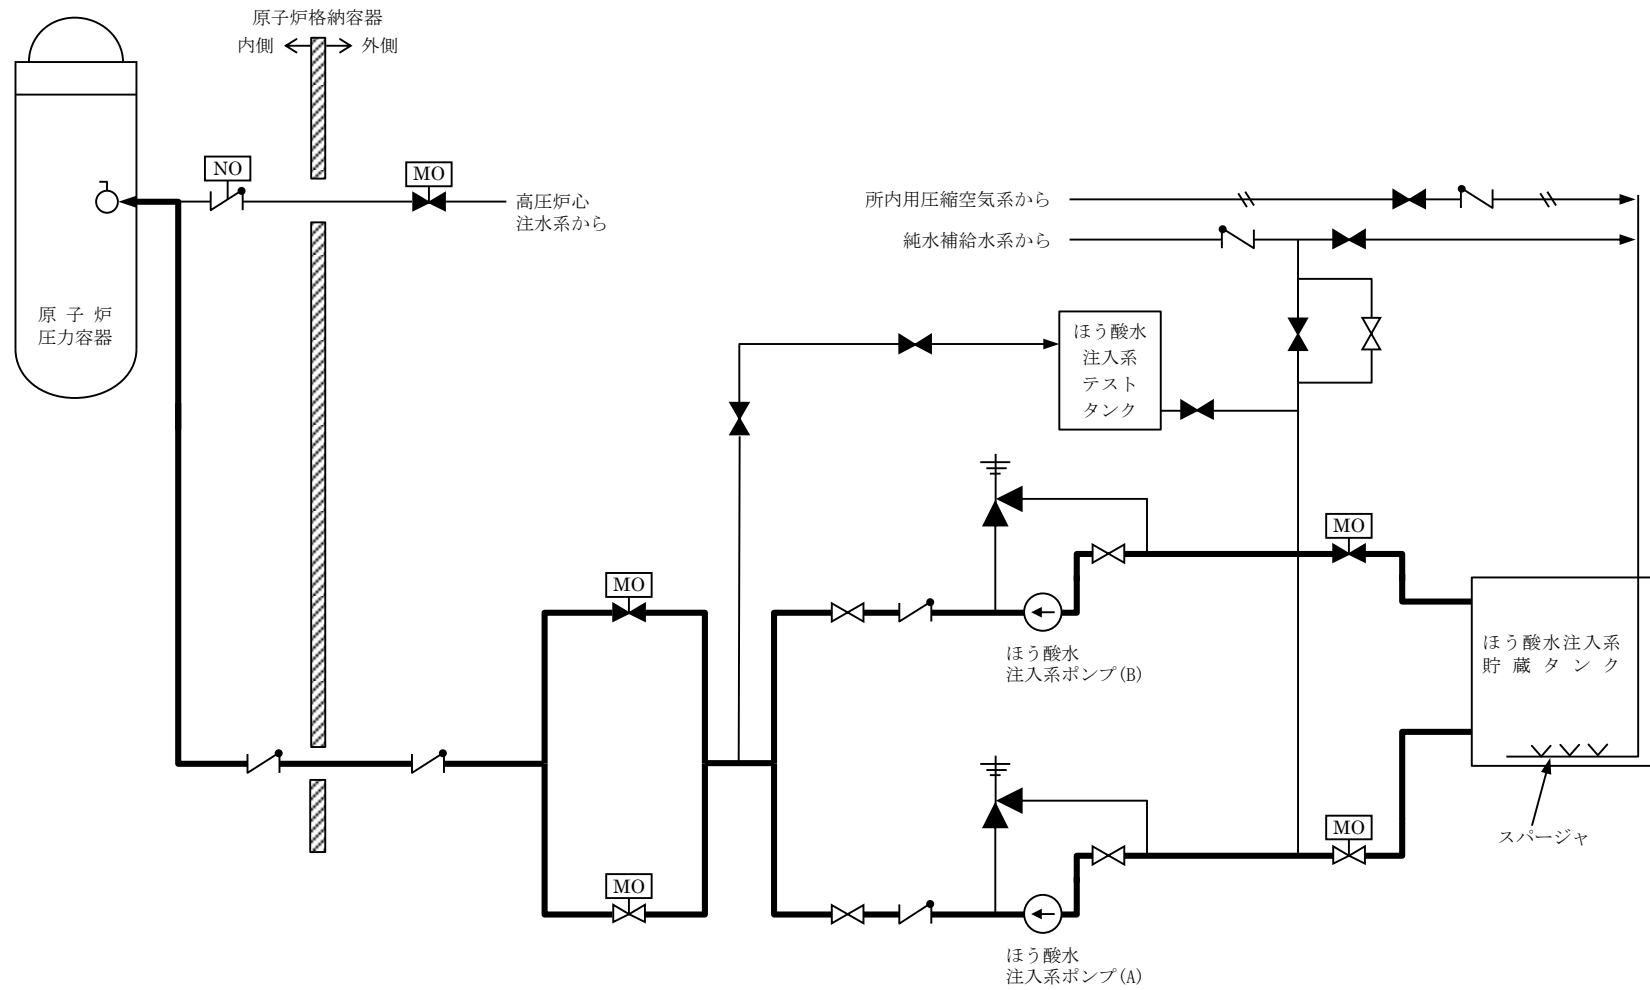 原子炉格納容器
内側
外側
NO
MO
高圧炉心
注水系から
所内用圧縮空気系から
純水補給水系から
原子炉
圧力容器
ほう酸水
注入系
テスト
タンク
MO
MO
ほう酸水
注入系ポンプ(B)
ほう酸水注入系
貯蔵タンク
スパージャ
MO
MO
ほう酸水
注入系ポンプ(A)